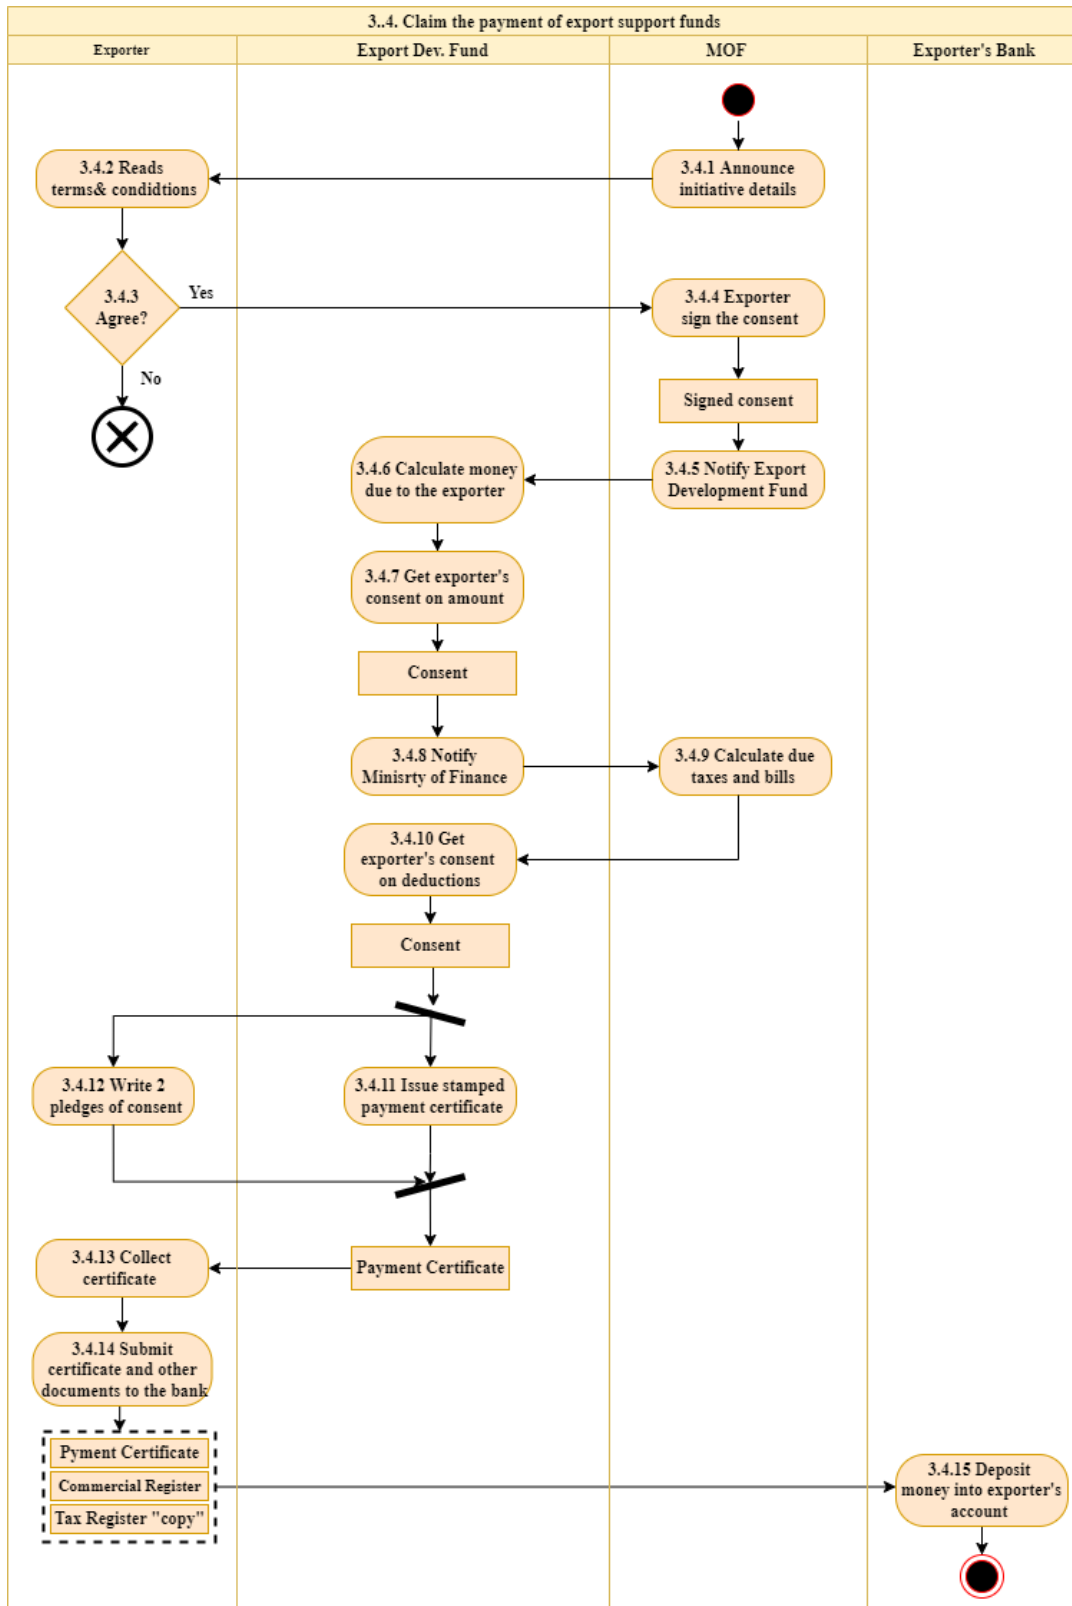 3..4. Claim the payment of export support funds
Exporter
Export Dev. Fund
MOF
Exporter's Bank
3.4.2 Reads
terms& condidtions
3.4.1 Announce
initiative details
3.4.3
Agree?
Yes
No
3.4.4 Exporter
sign the consent
Signed consent
3.4.5 Notify Export
Development Fund
3.4.6 Calculate money
due to the exporter
3.4.7 Get exporter's
consent on amount
Consent
3.4.8 Notify
Minisrty of Finance
3.4.9 Calculate due
taxes and bills
3.4.10 Get
exporter's consent
on deductions
Consent
3.4.12 Write 2
pledges of consent
3.4.11 Issue stamped
payment certificate
3.4.13 Collect
certificate
Payment Certificate
3.4.14 Submit
certificate and other
documents to the bank
Pyment Certificate
Commercial Register
Tax Register "copy"
3.4.15 Deposit
money into exporter's
account